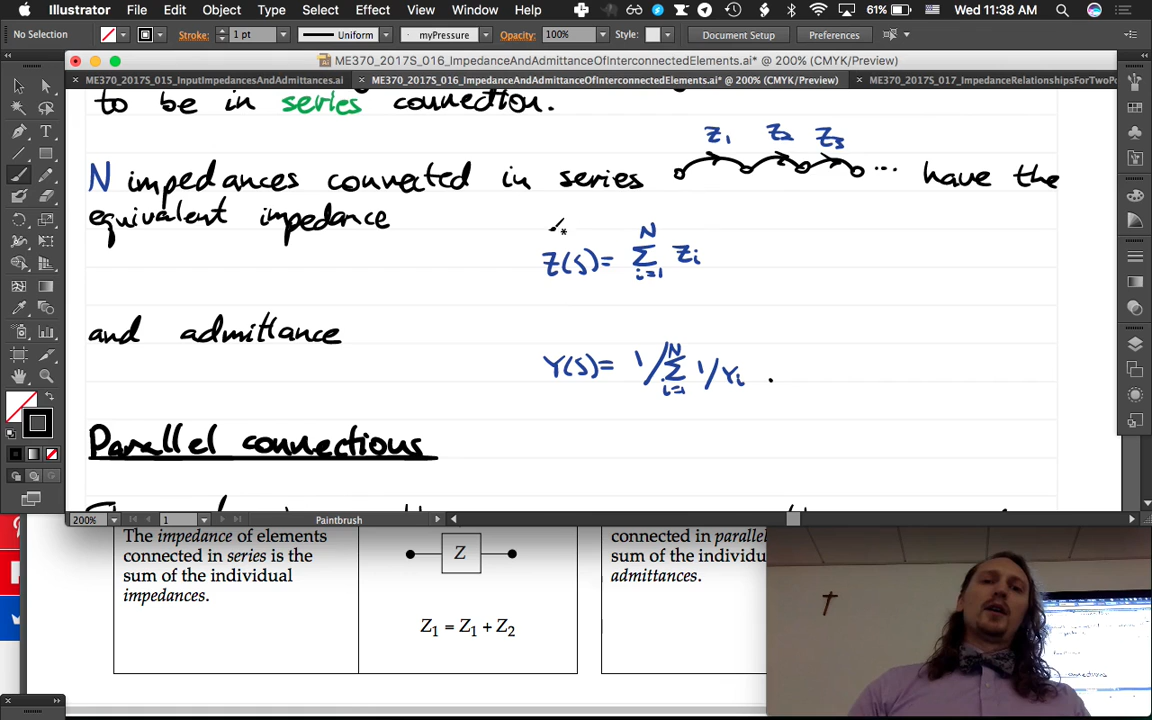 Illustrator File Edit Object Type Select Effect View Window Help 61% Wed 11:38 AM
No Selection Stroke: 1 pt Uniform myPressure Opacity: 100% Style: Document Setup Preferences
ME370_2017S_016_ImpedanceAndAdmittanceOfInterconnectedElements.ai* @ 200% (CMYK/Preview)
ME370_2017S_015_InputImpedancesAndAdmittances.ai
ME370_2017S_016_ImpedanceAndAdmittanceOfInterconnectedElements.ai* @ 200% (CMYK/Preview)
ME370_2017S_017_ImpedanceRelationshipsForTwoPo
to be in series connection.
Z1 Z2 Z3
N impedances connected in series ... have the
equivalent impedance
Z(s)= N Σ i=1 Zi
and admittance
Y(s)= 1/ N Σ i=1 1/Yi .
Parallel connections
200% 1 Paintbrush
The impedance of elements
connected in series is the
sum of the individual
impedances.
Z
Z1 = Z1 + Z2
connected in parallel
sum of the individu
admittances.